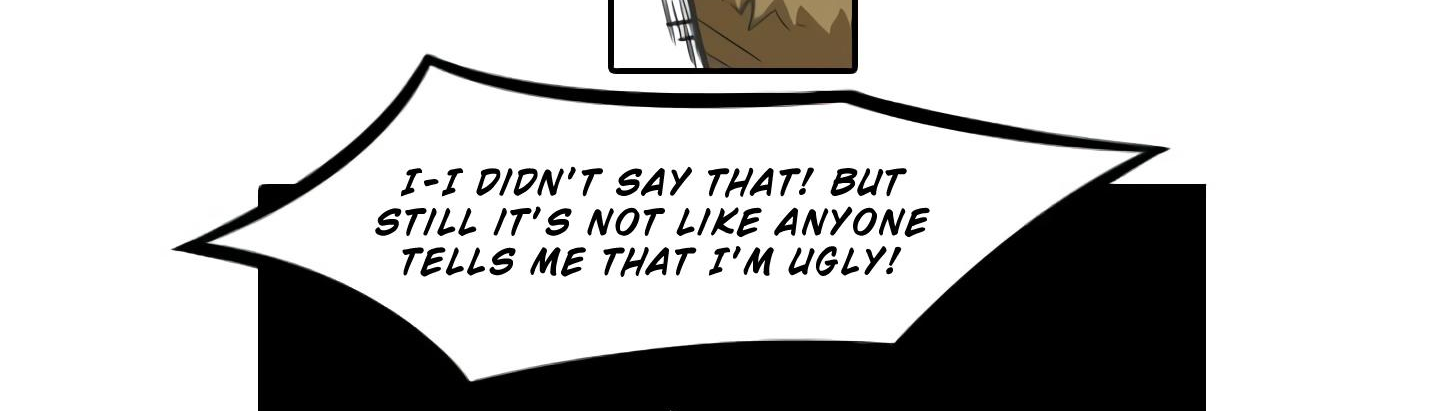 I-I DIDN'T SAY THAT! BUT
STILL IT'S NOT LIKE ANYONE
TELLS ME THAT I'M UGLY!